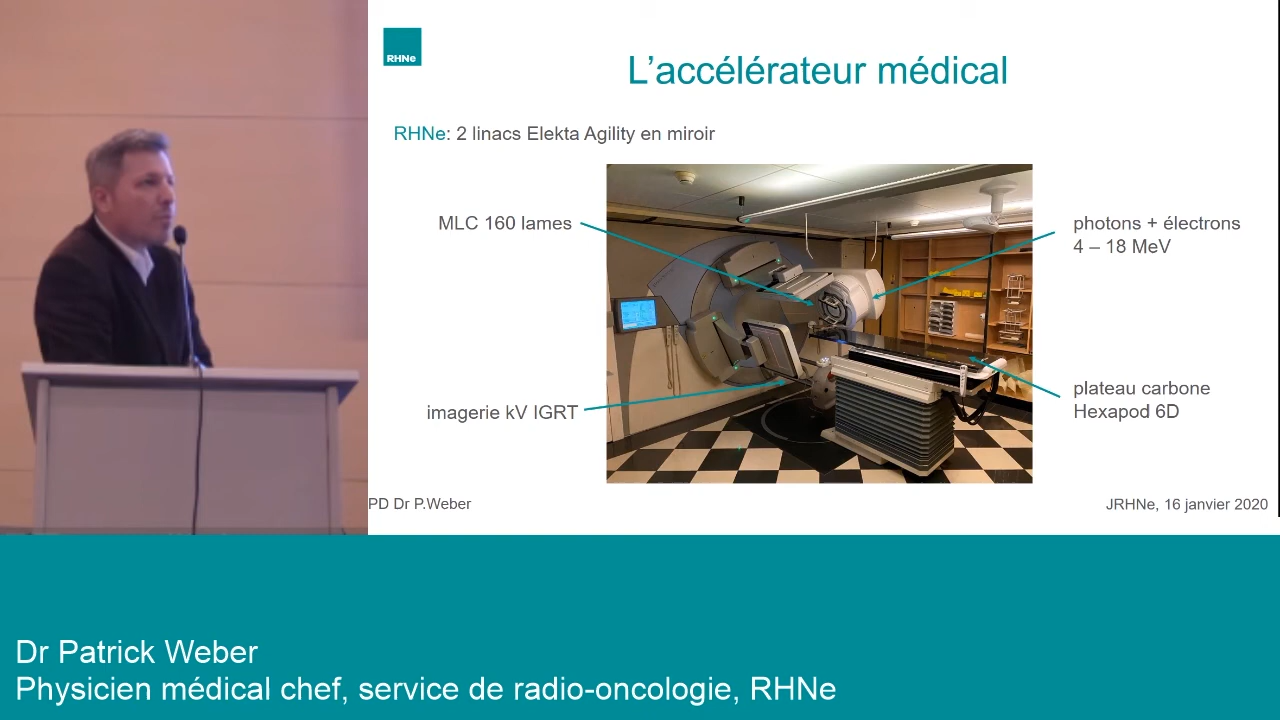 RHNe
L'accélérateur médical
RHNe: 2 linacs Elekta Agility en miroir
MLC 160 lames
photons + électrons
4 – 18 MeV
imagerie kV IGRT
plateau carbone
Hexapod 6D
PD Dr P.Weber
JRHNe, 16 janvier 2020
Dr Patrick Weber
Physicien médical chef, service de radio-oncologie, RHNe